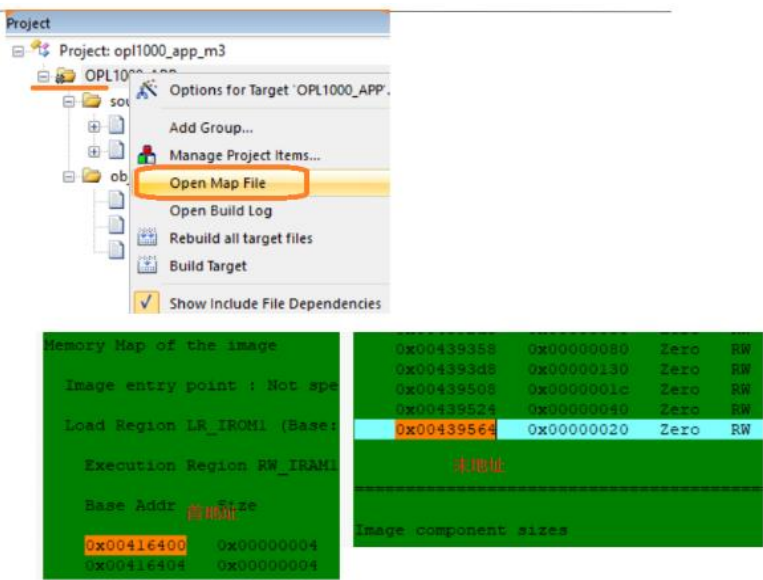 Project
Project: opl1000_app_m3
OPL1000_APP
sou
Options for Target 'OPL1000_APP'.
Add Group...
Manage Project Items...
ob
Open Map File
Open Build Log
Rebuild all target files
Build Target
Show Include File Dependencies
Memory Map of the image
Image entry point : Not spe
Load Region LR_IROM1 (Base:
Execution Region RW_IRAM1
Base Addr Size
首地址
0x00416400 0x00000004
0x00416404 0x00000004
0x00439358 0x00000080 Zero RW
0x004393d8 0x00000130 Zero RW
0x00439508 0x0000001c Zero RW
0x00439524 0x00000040 Zero RW
0x00439564 0x00000020 Zero RW
末地址
Image component sizes